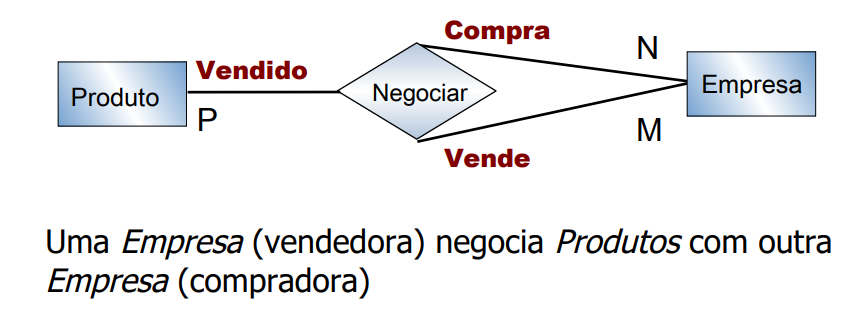 Compra
N
Vendido
Produto
Negociar
Empresa
P
M
Vende
Uma Empresa (vendedora) negocia Produtos com outra
Empresa (compradora)